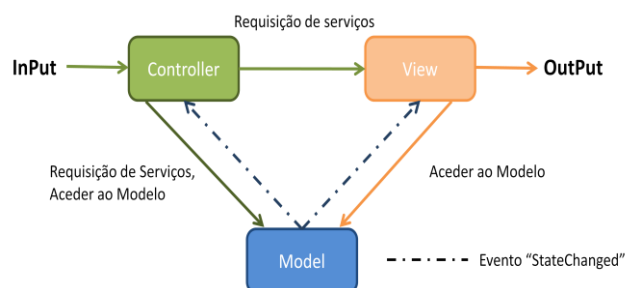 Requisição de serviços
InPut
Controller
View
OutPut
Requisição de Serviços,
Aceder ao Modelo
Aceder ao Modelo
Model
Evento “StateChanged”